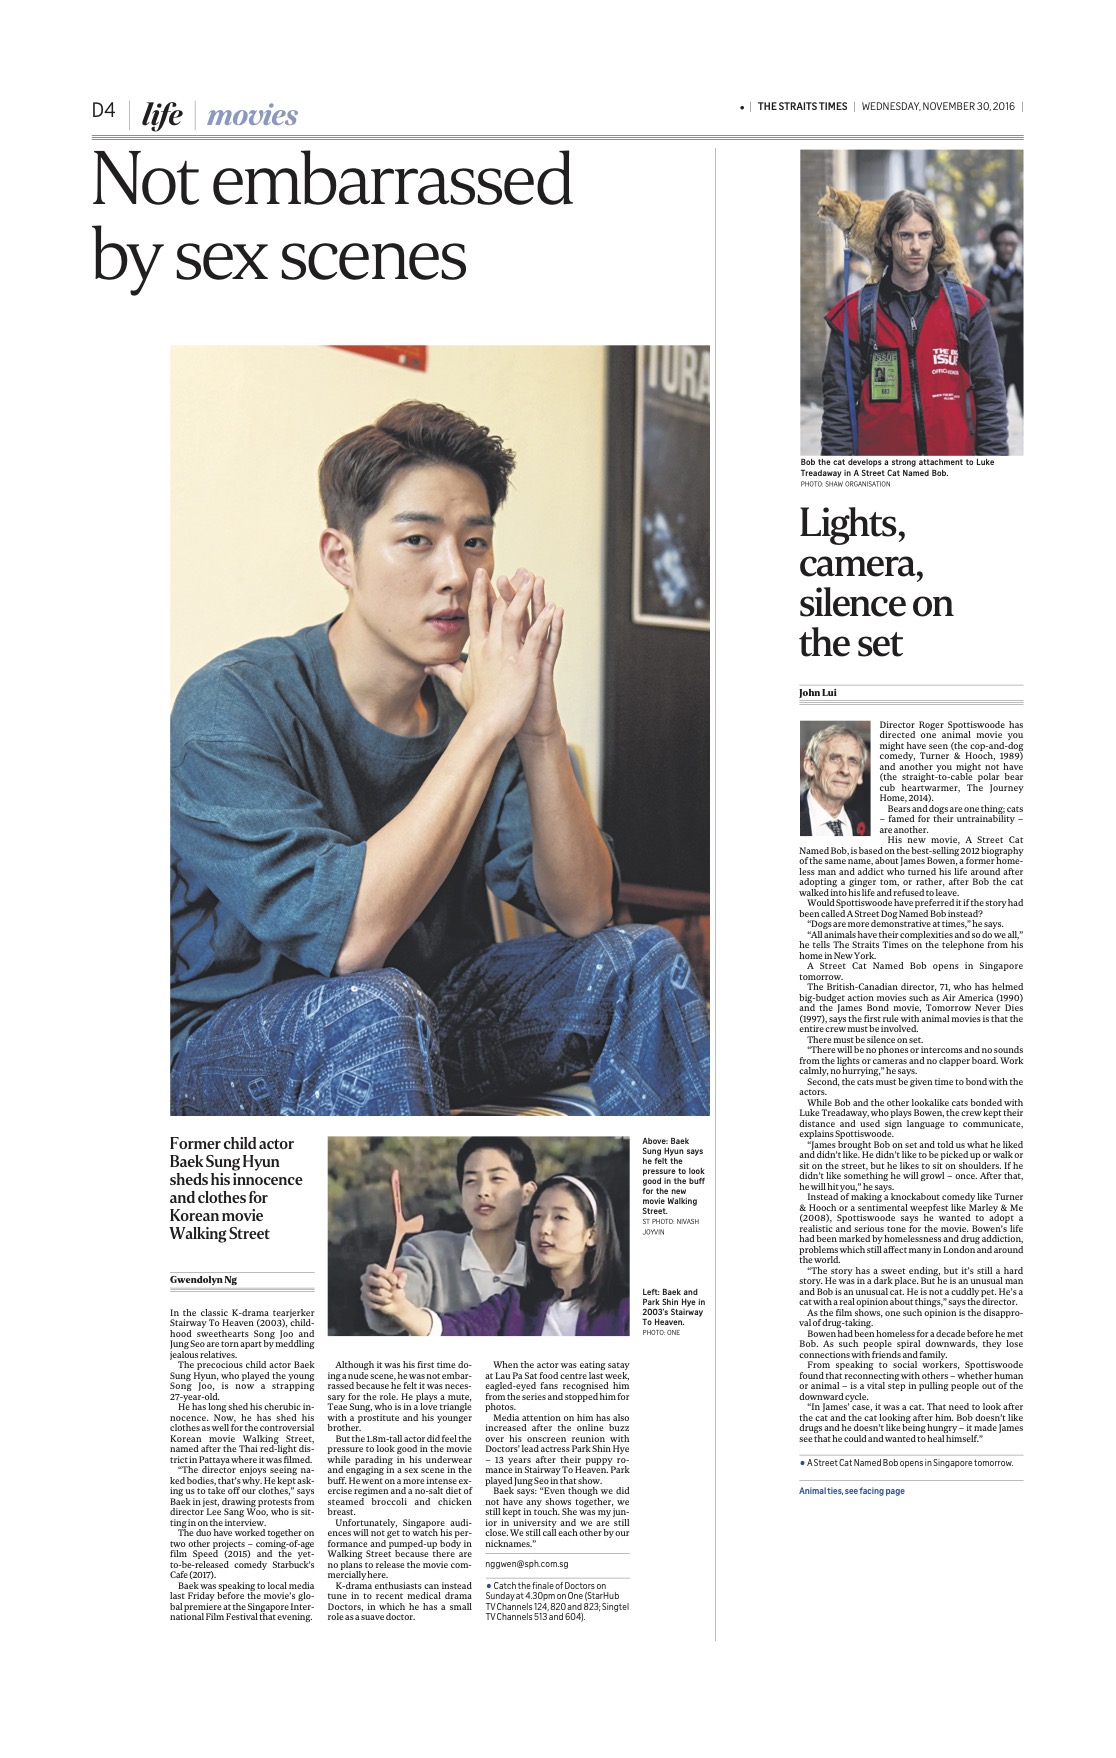 D4 life movies
• THE STRAITS TIMES | WEDNESDAY, NOVEMBER 30, 2016 |
Not embarrassed
by sex scenes
TURA
Former child actor
Baek Sung Hyun
sheds his innocence
and clothes for
Korean movie
Walking Street
Gwendolyn Ng
In the classic K-drama tearjerker
Stairway To Heaven (2003), child-
hood sweethearts Song Joo and
Jung Seo are torn apart by meddling
jealous relatives.
The precocious child actor Baek
Sung Hyun, who played the young
Song Joo, is now a strapping
27-year-old.
He has long shed his cherubic in-
nocence. Now, he has shed his
clothes as well for the controversial
Korean movie Walking Street,
named after the Thai red-light dis-
trict in Pattaya where it was filmed.
"The director enjoys seeing na-
ked bodies, that's why. He kept ask-
ing us to take off our clothes," says
Baek in jest, drawing protests from
director Lee Sang Woo, who is sit-
ting in on the interview.
The duo have worked together on
two other projects – coming-of-age
film Speed (2015) and the yet-
to-be-released comedy Starbuck's
Cafe (2017).
Baek was speaking to local media
last Friday before the movie's glo-
bal premiere at the Singapore Inter-
national Film Festival that evening.
Although it was his first time do-
ing a nude scene, he was not embar-
rassed because he felt it was neces-
sary for the role. He plays a mute,
Teae Sung, who is in a love triangle
with a prostitute and his younger
brother.
But the 1.8m-tall actor did feel the
pressure to look good in the movie
while parading in his underwear
and engaging in a sex scene in the
buff. He went on a more intense ex-
ercise regimen and a no-salt diet of
steamed broccoli and chicken
breast.
Unfortunately, Singapore audi-
ences will not get to watch his per-
formance and pumped-up body in
Walking Street because there are
no plans to release the movie com-
mercially here.
K-drama enthusiasts can instead
tune in to recent medical drama
Doctors, in which he has a small
role as a suave doctor.
When the actor was eating satay
at Lau Pa Sat food centre last week,
eagled-eyed fans recognised him
from the series and stopped him for
photos.
Media attention on him has also
increased after the online buzz
over his onscreen reunion with
Doctors' lead actress Park Shin Hye
– 13 years after their puppy ro-
mance in Stairway To Heaven. Park
played Jung Seo in that show.
Baek says: "Even though we did
not have any shows together, we
still kept in touch. She was my jun-
ior in university and we are still
close. We still call each other by our
nicknames."
nggwen@sph.com.sg
• Catch the finale of Doctors on
Sunday at 4.30pm on One (StarHub
TV Channels 124, 820 and 823; Singtel
TV Channels 513 and 604).
Above: Baek
Sung Hyun says
he felt the
pressure to look
good in the buff
for the new
movie Walking
Street.
ST PHOTO: NIVASH
JOYVIN
Left: Baek and
Park Shin Hye in
2003's Stairway
To Heaven.
PHOTO: ONE
ISSUE
THE BIG
ISSUE
Bob the cat develops a strong attachment to Luke
Treadaway in A Street Cat Named Bob.
PHOTO: SHAW ORGANISATION
Lights,
camera,
silence on
the set
John Lui
Director Roger Spottiswoode has
directed one animal movie you
might have seen (the cop-and-dog
comedy, Turner & Hooch, 1989)
and another you might not have
(the straight-to-cable polar bear
cub heartwarmer, The Journey
Home, 2014).
Bears and dogs are one thing; cats
– famed for their untrainability –
are another.
His new movie, A Street Cat
Named Bob, is based on the best-selling 2012 biography
of the same name, about James Bowen, a former home-
less man and addict who turned his life around after
adopting a ginger tom, or rather, after Bob the cat
walked into his life and refused to leave.
Would Spottiswoode have preferred it if the story had
been called A Street Dog Named Bob instead?
"Dogs are more demonstrative at times," he says.
"All animals have their complexities and so do we all,"
he tells The Straits Times on the telephone from his
home in New York.
A Street Cat Named Bob opens in Singapore
tomorrow.
The British-Canadian director, 71, who has helmed
big-budget action movies such as Air America (1990)
and the James Bond movie, Tomorrow Never Dies
(1997), says the first rule with animal movies is that the
entire crew must be involved.
There must be silence on set.
"There will be no phones or intercoms and no sounds
from the lights or cameras and no clapper board. Work
calmly, no hurrying," he says.
Second, the cats must be given time to bond with the
actors.
While Bob and the other lookalike cats bonded with
Luke Treadaway, who plays Bowen, the crew kept their
distance and used sign language to communicate,
explains Spottiswoode.
"James brought Bob on set and told us what he liked
and didn't like. He didn't like to be picked up or walk or
sit on the street, but he likes to sit on shoulders. If he
didn't like something he will growl – once. After that,
he will hit you," he says.
Instead of making a knockabout comedy like Turner
& Hooch or a sentimental weepfest like Marley & Me
(2008), Spottiswoode says he wanted to adopt a
realistic and serious tone for the movie. Bowen's life
had been marked by homelessness and drug addiction,
problems which still affect many in London and around
the world.
"The story has a sweet ending, but it's still a hard
story. He was in a dark place. But he is an unusual man
and Bob is an unusual cat. He is not a cuddly pet. He's a
cat with a real opinion about things," says the director.
As the film shows, one such opinion is the disappro-
val of drug-taking.
Bowen had been homeless for a decade before he met
Bob. As such people spiral downwards, they lose
connections with friends and family.
From speaking to social workers, Spottiswoode
found that reconnecting with others – whether human
or animal – is a vital step in pulling people out of the
downward cycle.
"In James' case, it was a cat. That need to look after
the cat and the cat looking after him. Bob doesn't like
drugs and he doesn't like being hungry – it made James
see that he could and wanted to heal himself."
• A Street Cat Named Bob opens in Singapore tomorrow.
Animal ties, see facing page